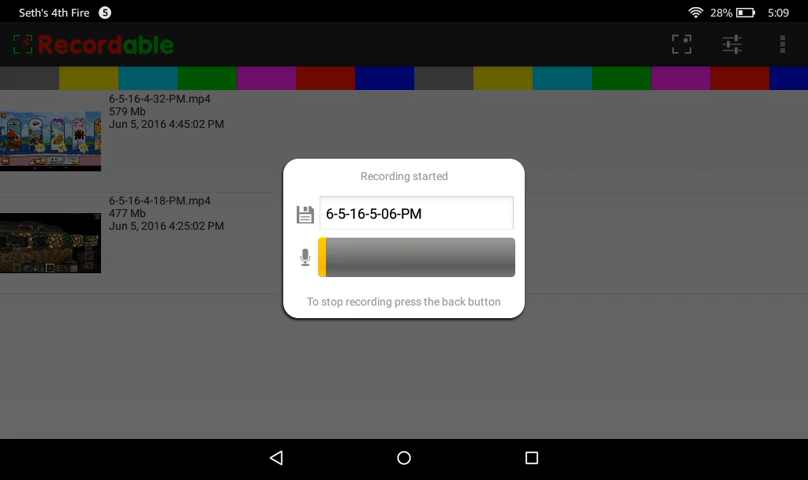 Seth's 4th Fire 5 28% 5:09
Recordable
6-5-16-4-32-PM.mp4
579 Mb
Jun 5, 2016 4:45:02 PM
6-5-16-4-18-PM.mp4
477 Mb
Jun 5, 2016 4:25:02 PM
Recording started
6-5-16-5-06-PM
To stop recording press the back button